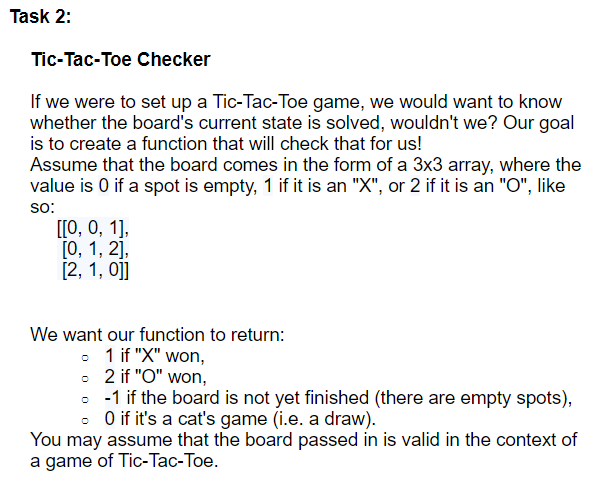 Task 2:
Tic-Tac-Toe Checker
If we were to set up a Tic-Tac-Toe game, we would want to know
whether the board's current state is solved, wouldn't we? Our goal
is to create a function that will check that for us!
Assume that the board comes in the form of a 3x3 array, where the
value is 0 if a spot is empty, 1 if it is an "X", or 2 if it is an "O", like
so:
[[0, 0, 1],
[0, 1, 2],
[2, 1, 0]]
We want our function to return:
○ 1 if "X" won,
○ 2 if "O" won,
○ -1 if the board is not yet finished (there are empty spots),
○ 0 if it's a cat's game (i.e. a draw).
You may assume that the board passed in is valid in the context of
a game of Tic-Tac-Toe.